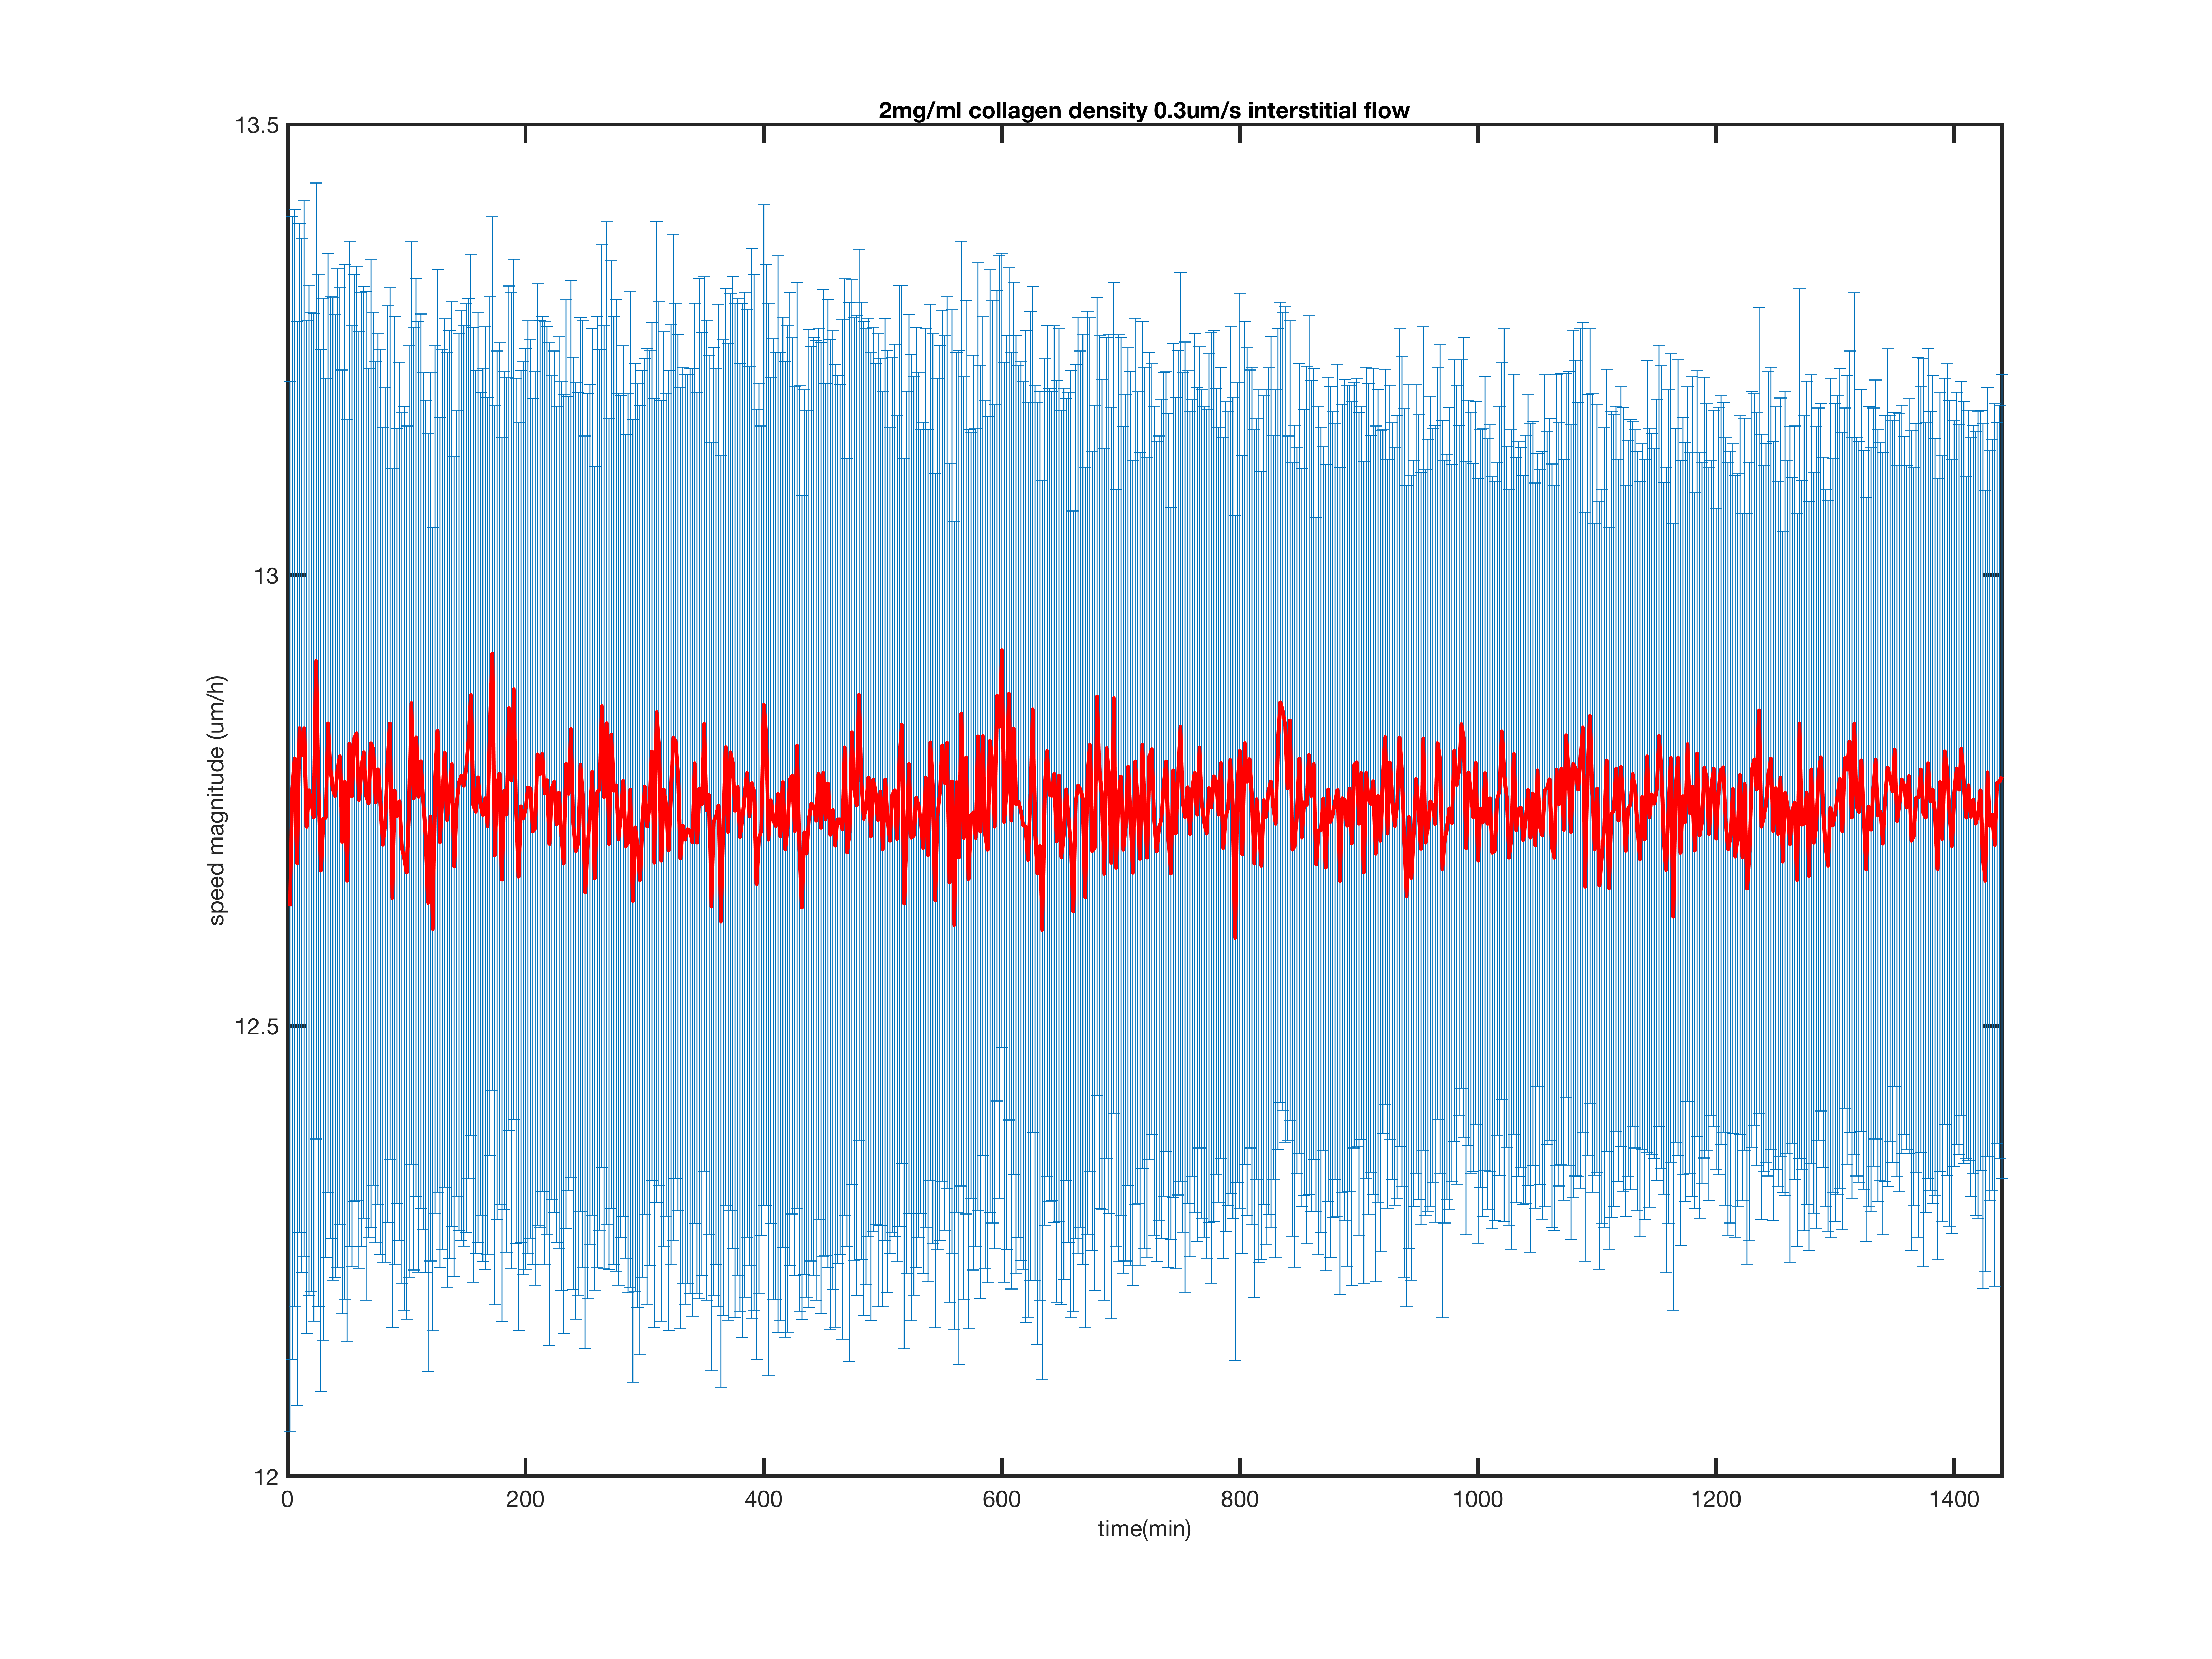 2mg/ml collagen density 0.3um/s interstitial flow
13.5
13
12.5
12
speed magnitude (um/h)
0 200 400 600 800 1000 1200 1400
time(min)